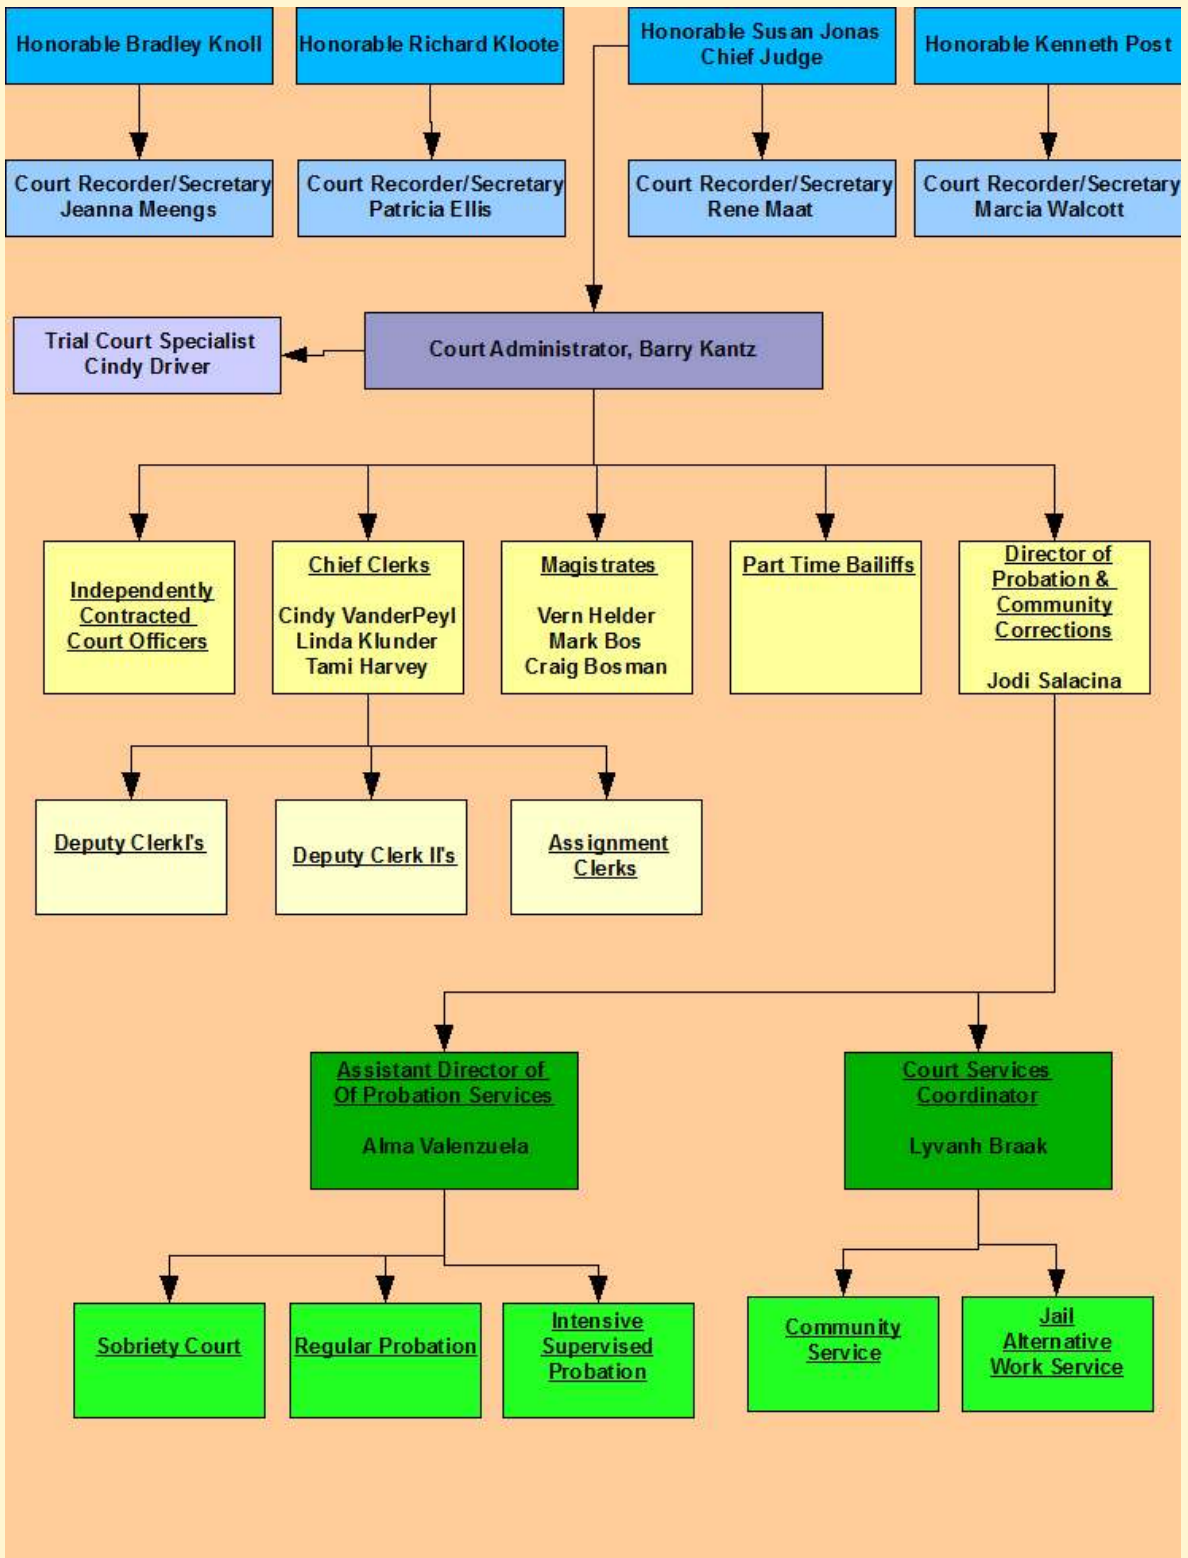 Honorable Bradley Knoll
Honorable Richard Kloote
Honorable Susan Jonas
Chief Judge
Honorable Kenneth Post
Court Recorder/Secretary
Jeanna Meengs
Court Recorder/Secretary
Patricia Ellis
Court Recorder/Secretary
Rene Maat
Court Recorder/Secretary
Marcia Walcott
Trial Court Specialist
Cindy Driver
Court Administrator, Barry Kantz
Independently
Contracted
Court Officers
Chief Clerks
Cindy VanderPeyl
Linda Klunder
Tami Harvey
Magistrates
Vern Helder
Mark Bos
Craig Bosman
Part Time Bailiffs
Director of
Probation &
Community
Corrections
Jodi Salacina
Deputy ClerkI's
Deputy Clerk II's
Assignment
Clerks
Assistant Director of
Of Probation Services
Alma Valenzuela
Court Services
Coordinator
Lyvanh Braak
Sobriety Court
Regular Probation
Intensive
Supervised
Probation
Community
Service
Jail
Alternative
Work Service